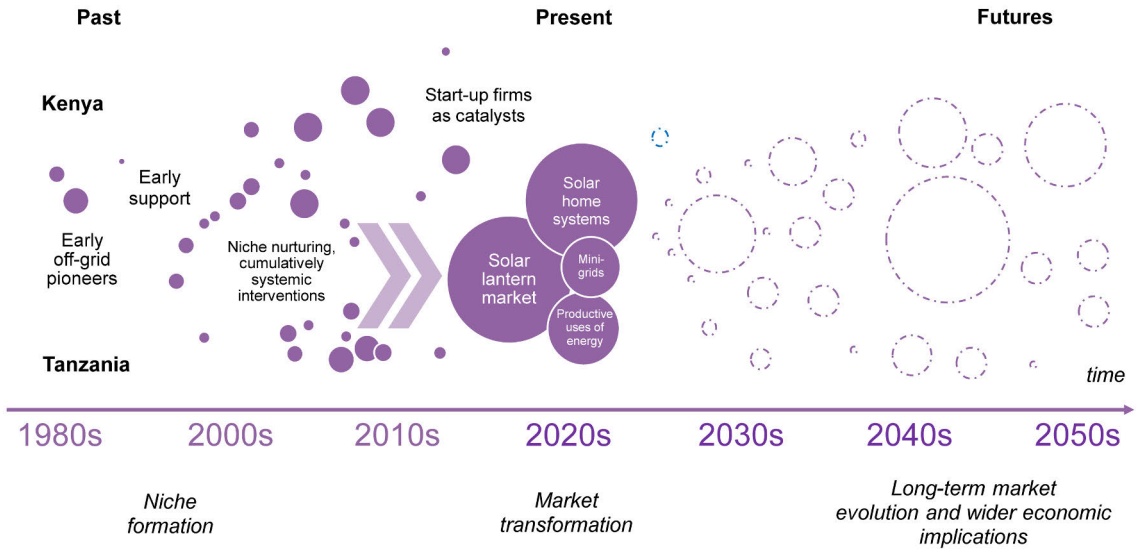 Past
Present
Futures
Kenya
Start-up firms
as catalysts
Early
support
Early
off-grid
pioneers
Niche nurturing,
cumulatively
systemic
interventions
Solar
home
systems
Solar
lantern
market
Mini-
grids
Productive
uses of
energy
Tanzania
time
1980s
2000s
2010s
2020s
2030s
2040s
2050s
Niche
formation
Market
transformation
Long-term market
evolution and wider economic
implications